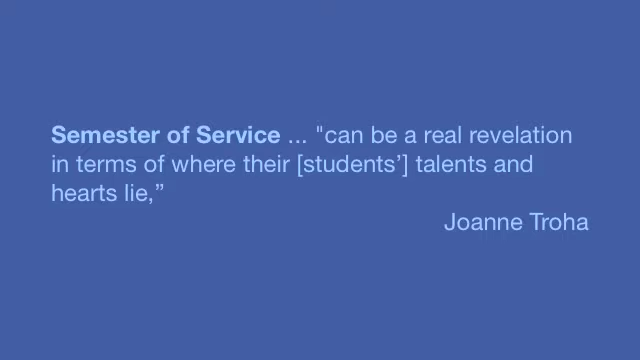 Semester of Service ... "can be a real revelation
in terms of where their [students’] talents and
hearts lie,”
Joanne Troha